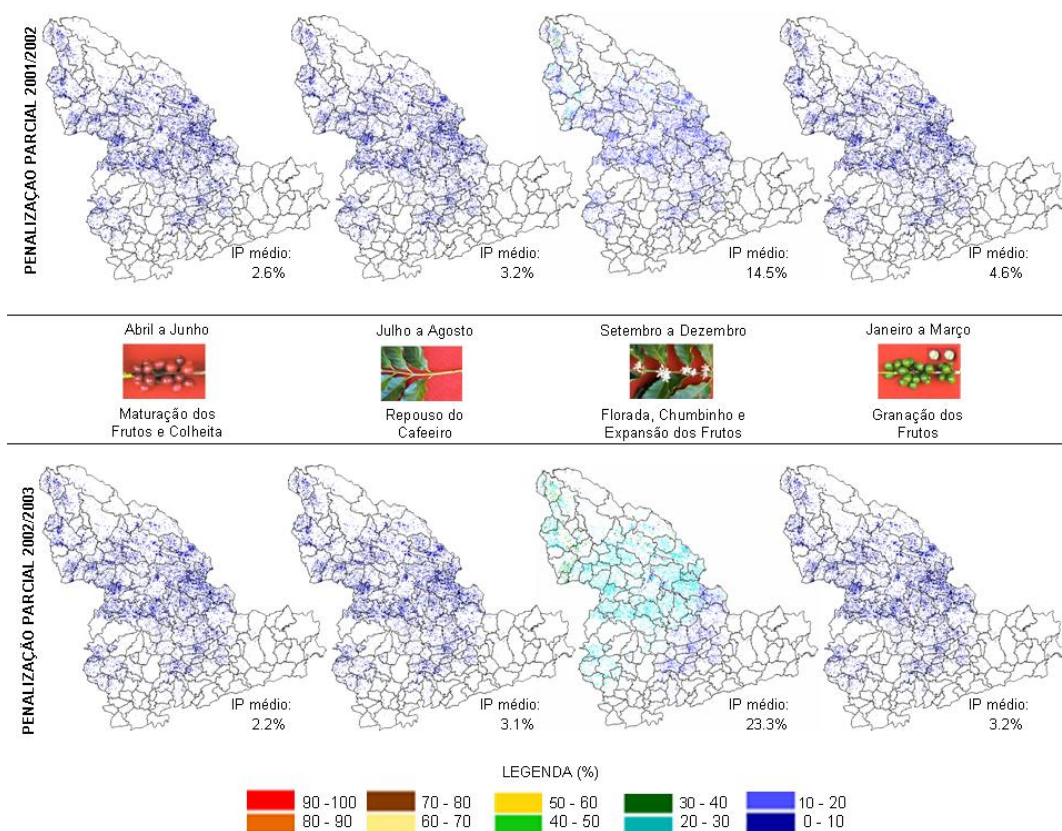 PENALIZAÇAO PARCIAL 2001/2002
IP médio:
2.6%
IP médio:
3.2%
IP médio:
14.5%
IP médio:
4.6%
Abril a Junho
Maturação dos
Frutos e Colheita
Julho a Agosto
Repouso do
Cafeeiro
Setembro a Dezembro
Florada, Chumbinho e
Expansão dos Frutos
Janeiro a Março
Granação dos
Frutos
PENALIZAÇÃO PARCIAL 2002/2003
IP médio:
2.2%
IP médio:
3.1%
IP médio:
23.3%
IP médio:
3.2%
LEGENDA (%)
90 -100
70 - 80
50 - 60
30 - 40
10 - 20
80 - 90
60 - 70
40 - 50
20 - 30
0 - 10